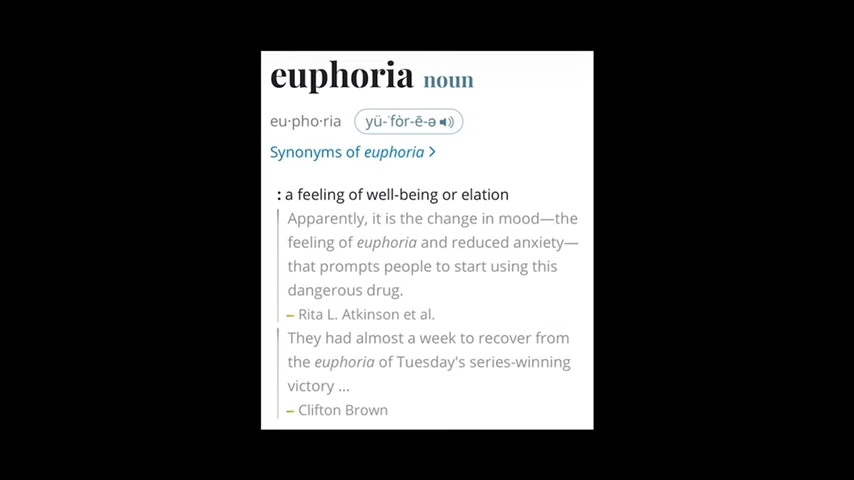 euphoria noun
eu·pho·ria yü-ˈfȯr-ē-ə
Synonyms of euphoria >
: a feeling of well-being or elation
Apparently, it is the change in mood—the
feeling of euphoria and reduced anxiety—
that prompts people to start using this
dangerous drug.
– Rita L. Atkinson et al.
They had almost a week to recover from
the euphoria of Tuesday's series-winning
victory ...
– Clifton Brown